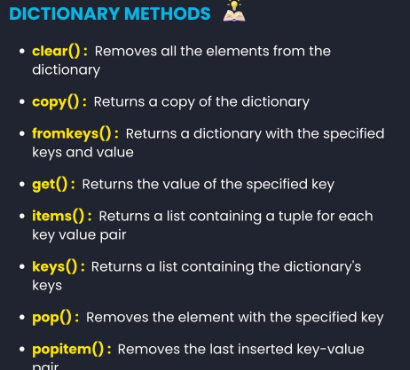 DICTIONARY METHODS
• clear() : Removes all the elements from the
dictionary
• copy() : Returns a copy of the dictionary
• fromkeys() : Returns a dictionary with the specified
keys and value
• get() : Returns the value of the specified key
• items() : Returns a list containing a tuple for each
key value pair
• keys() : Returns a list containing the dictionary's
keys
• pop() : Removes the element with the specified key
• popitem() : Removes the last inserted key-value
pair